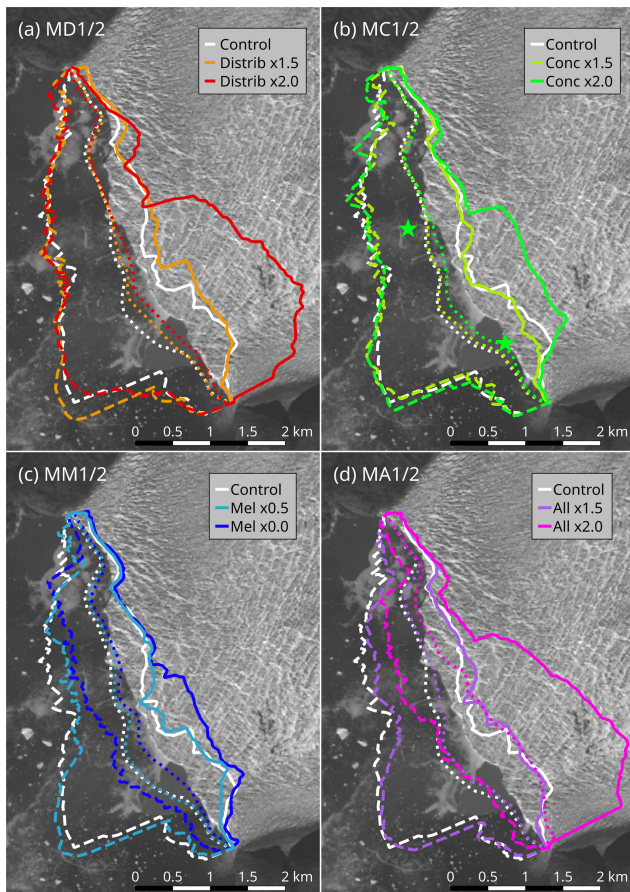 (a) MD1/2
Control
Distrib x1.5
Distrib x2.0
0 0.5 1 1.5 2 km
(b) MC1/2
Control
Conc x1.5
Conc x2.0
0 0.5 1 1.5 2 km
(c) MM1/2
Control
Mel x0.5
Mel x0.0
0 0.5 1 1.5 2 km
(d) MA1/2
Control
All x1.5
All x2.0
0 0.5 1 1.5 2 km